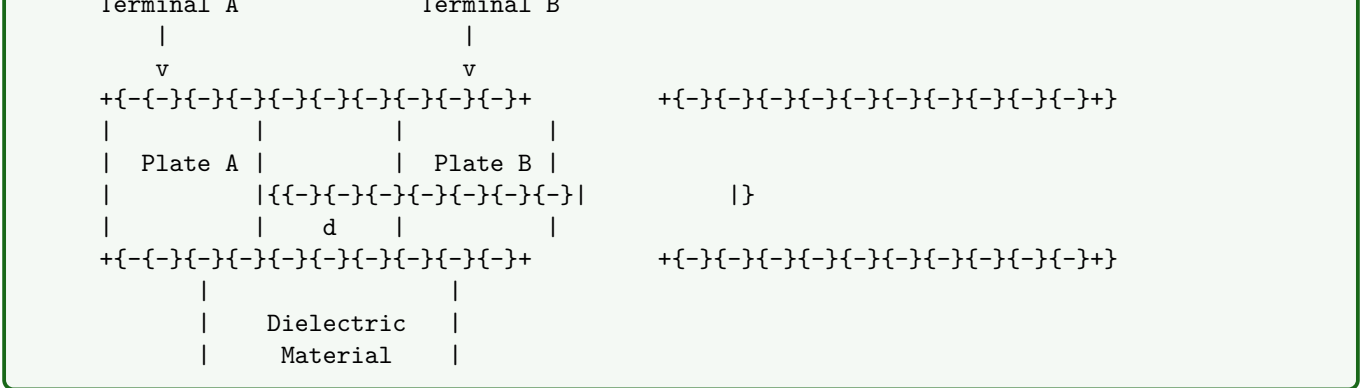 Terminal A             Terminal B
    |                     |
    v                     v
+{-{-}{-}{-}{-}{-}{-}{-}{-}{-}+         +{-}{-}{-}{-}{-}{-}{-}{-}{-}{-}+}
|          |         |          |
|  Plate A |         |  Plate B |
|          |{{-}{-}{-}{-}{-}{-}{-}{-}|          |}
|          |    d    |          |
+{-{-}{-}{-}{-}{-}{-}{-}{-}{-}+         +{-}{-}{-}{-}{-}{-}{-}{-}{-}{-}+}
       |                 |
       |    Dielectric   |
       |     Material    |